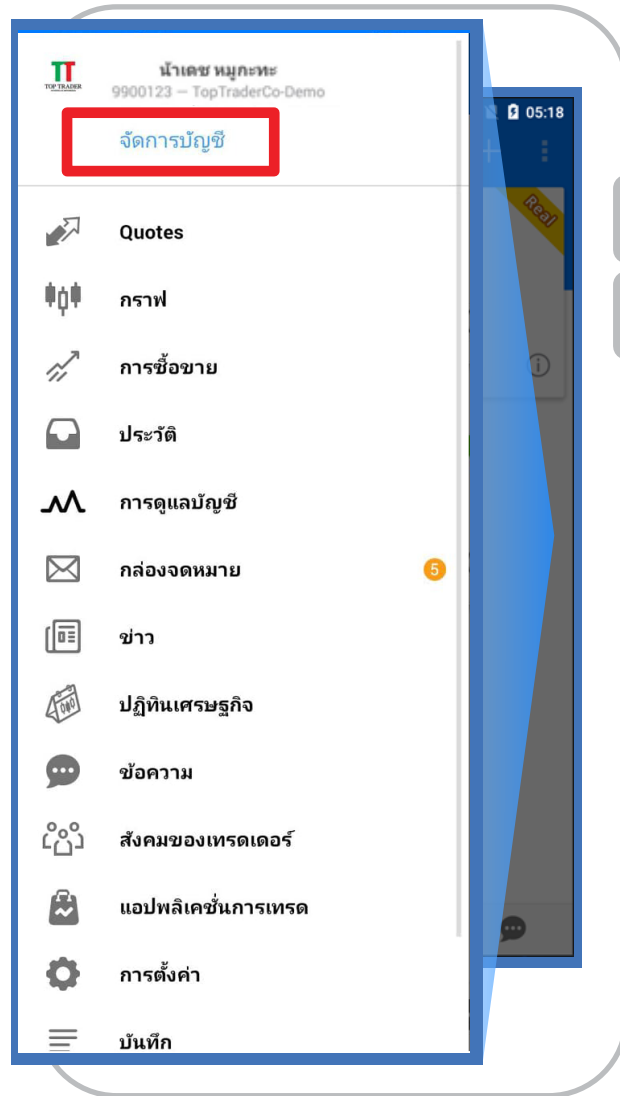 TT
TOP TRADER
น้าเดช หมูกะทะ
9900123 — TopTraderCo-Demo
จัดการบัญชี
05:18
Real
Quotes
กราฟ
การซื้อขาย
ประวัติ
การดูแลบัญชี
กล่องจดหมาย
5
ข่าว
ปฏิทินเศรษฐกิจ
ข้อความ
สังคมของเทรดเดอร์
แอปพลิเคชั่นการเทรด
การตั้งค่า
บันทึก